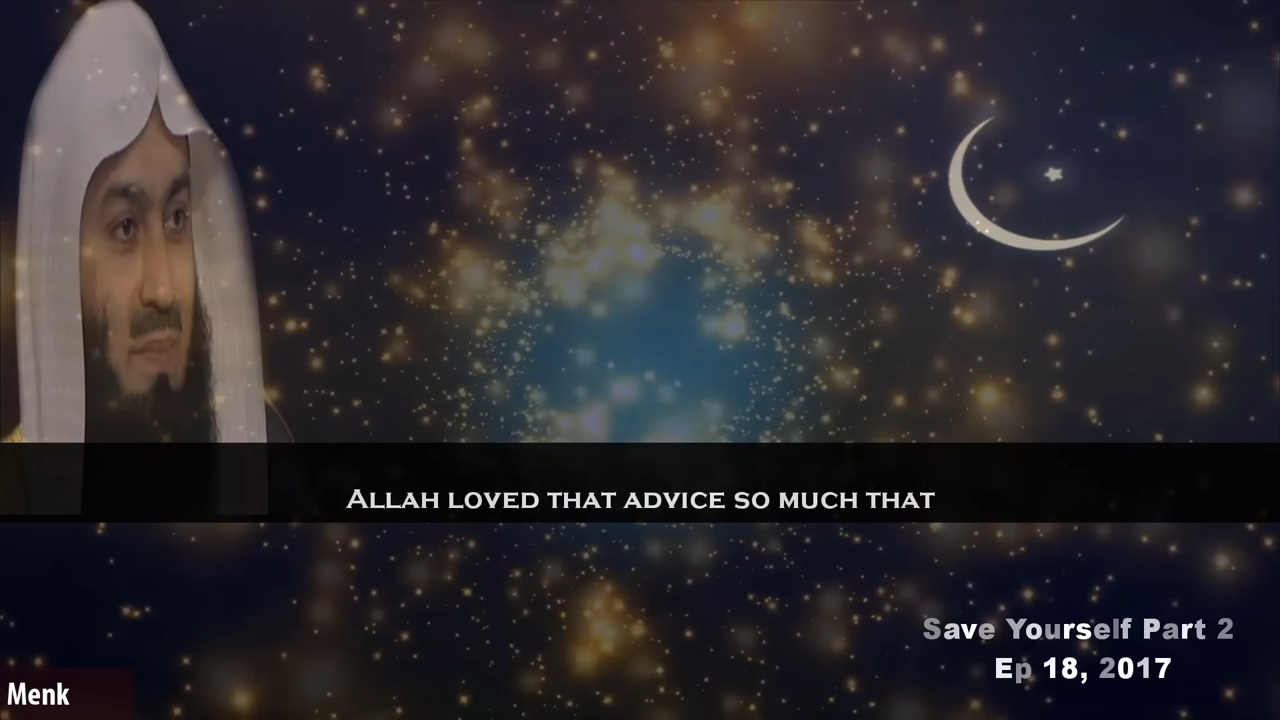 Allah loved that advice so much that
Save Yourself Part 2
Ep 18, 2017
Menk